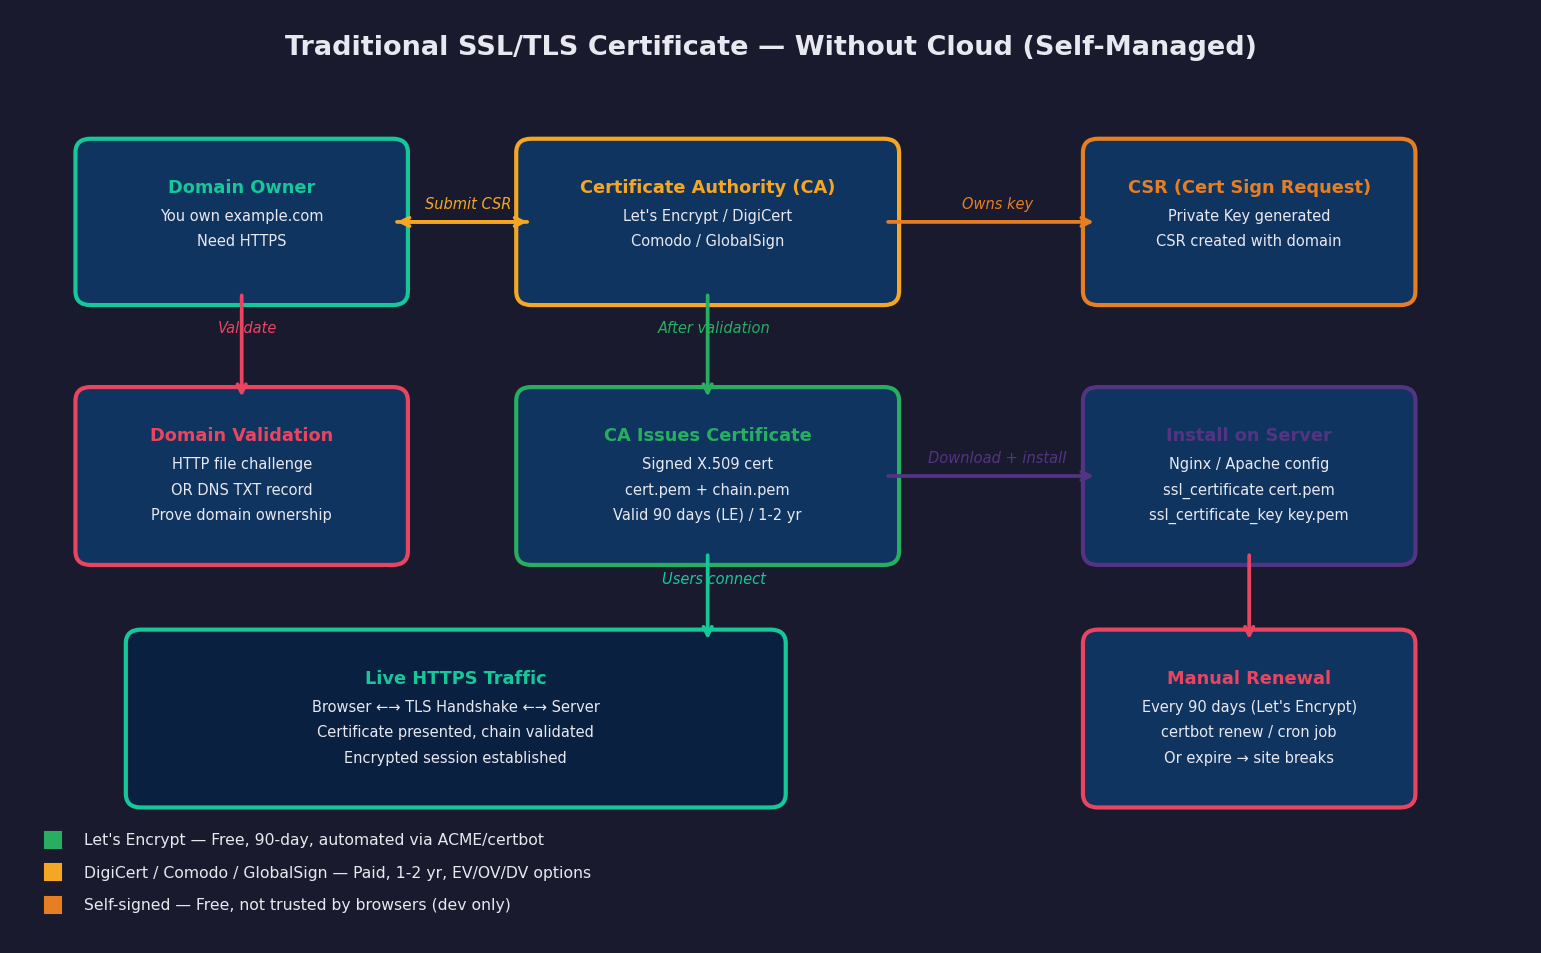 Traditional SSL/TLS Certificate — Without Cloud (Self-Managed)
Domain Owner
You own example.com
Need HTTPS
Submit CSR
Certificate Authority (CA)
Let's Encrypt / DigiCert
Comodo / GlobalSign
Owns key
CSR (Cert Sign Request)
Private Key generated
CSR created with domain
Validate
After validation
Domain Validation
HTTP file challenge
OR DNS TXT record
Prove domain ownership
CA Issues Certificate
Signed X.509 cert
cert.pem + chain.pem
Valid 90 days (LE) / 1-2 yr
Download + install
Install on Server
Nginx / Apache config
ssl_certificate cert.pem
ssl_certificate_key key.pem
Users connect
Live HTTPS Traffic
Browser ←→ TLS Handshake ←→ Server
Certificate presented, chain validated
Encrypted session established
Manual Renewal
Every 90 days (Let's Encrypt)
certbot renew / cron job
Or expire → site breaks
Let's Encrypt — Free, 90-day, automated via ACME/certbot
DigiCert / Comodo / GlobalSign — Paid, 1-2 yr, EV/OV/DV options
Self-signed — Free, not trusted by browsers (dev only)